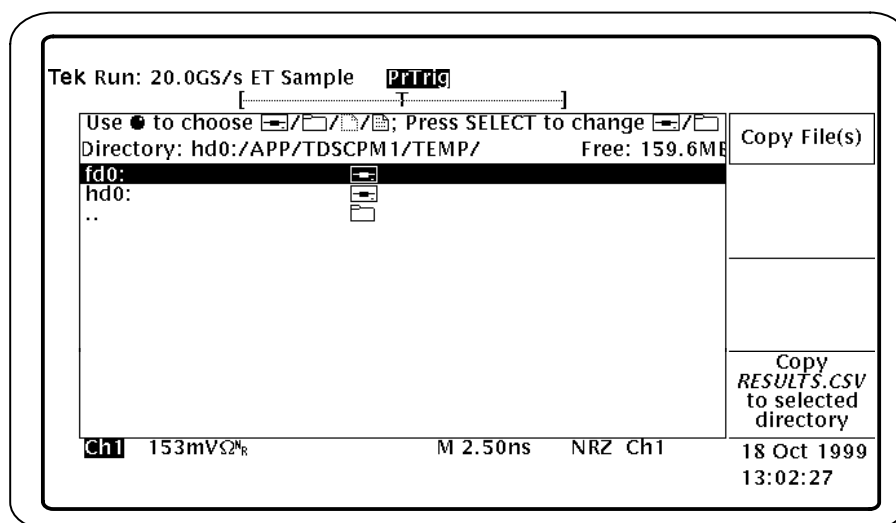 Tek Run: 20.0GS/s ET Sample PrTrig
T
Use to choose / / / ; Press SELECT to change /
Directory: hd0:/APP/TDSCPM1/TEMP/ Free: 159.6MB
fd0:
hd0:
..
Copy File(s)
Copy
RESULTS.CSV
to selected
directory
Ch1 153mVΩᴺR M 2.50ns NRZ Ch1
18 Oct 1999
13:02:27